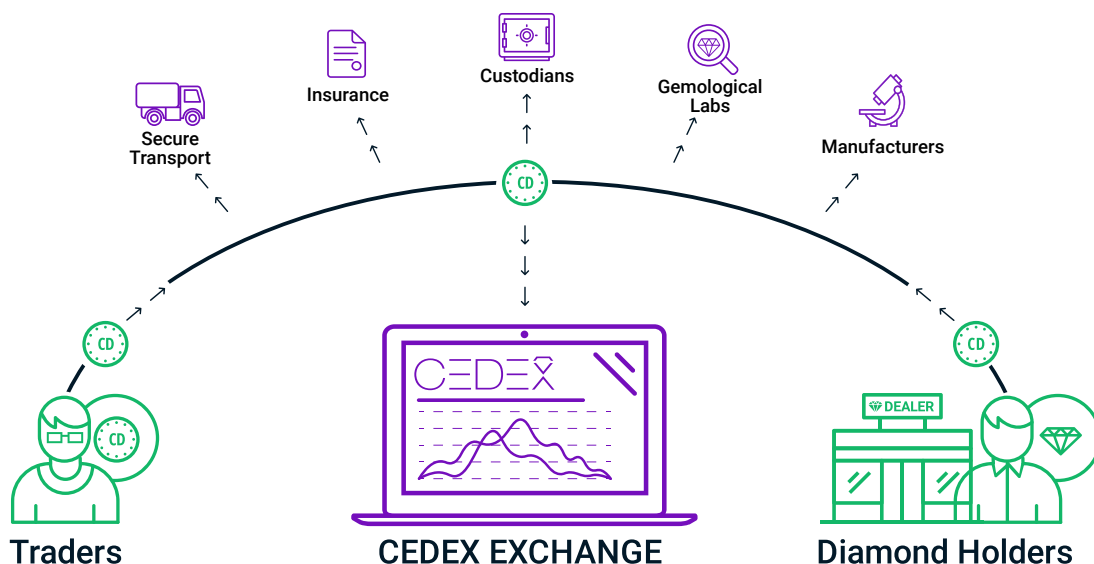 Secure
Transport
Insurance
Custodians
Gemological
Labs
Manufacturers
CD
CD
CD
CD
CEDEX
DEALER
Traders
CEDEX EXCHANGE
Diamond Holders